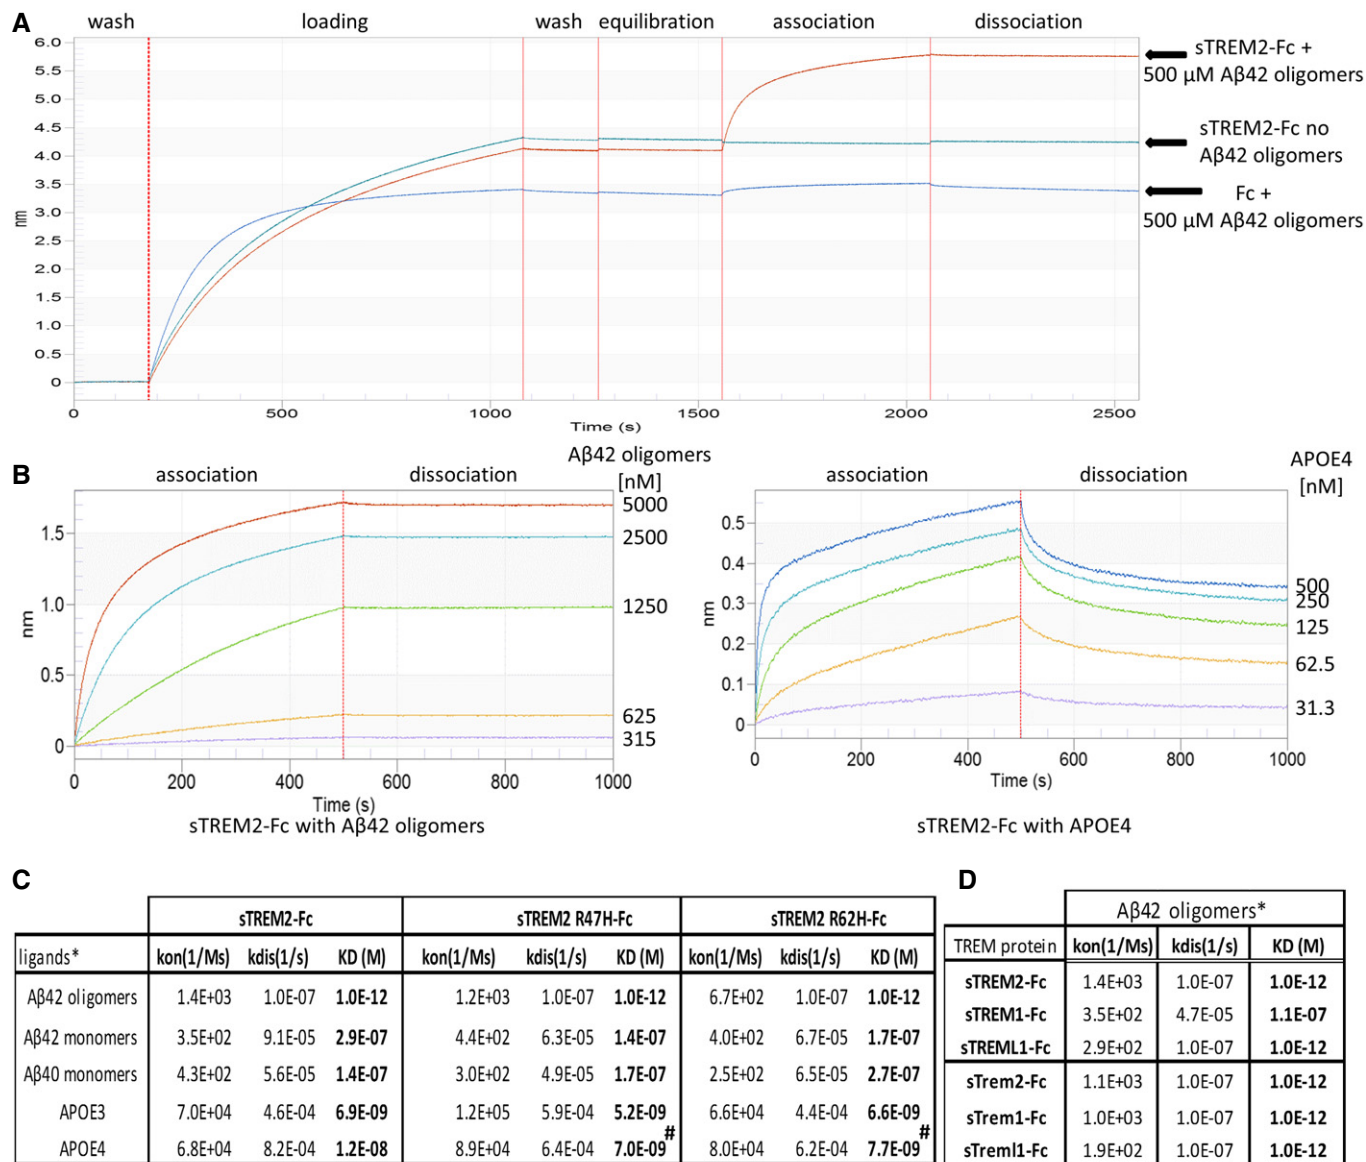 A
wash loading wash equilibration association dissociation
6.0
5.5
5.0
4.5
4.0
3.5
3.0
2.5
2.0
1.5
1.0
0.5
0
nm
0 500 1000 1500 2000 2500
Time (s)
sTREM2-Fc +
500 µM Aβ42 oligomers
sTREM2-Fc no
Aβ42 oligomers
Fc +
500 µM Aβ42 oligomers
B
association dissociation
Aβ42 oligomers
[nM]
5000
2500
1250
625
315
1.5
1.0
0.5
0
nm
0 200 400 600 800 1000
Time (s)
sTREM2-Fc with Aβ42 oligomers
association dissociation
APOE4
[nM]
500
250
125
62.5
31.3
0.5
0.4
0.3
0.2
0.1
0
nm
0 200 400 600 800 1000
Time (s)
sTREM2-Fc with APOE4
C
sTREM2-Fc sTREM2 R47H-Fc sTREM2 R62H-Fc
ligands* kon(1/Ms) kdis(1/s) KD (M) kon(1/Ms) kdis(1/s) KD (M) kon(1/Ms) kdis(1/s) KD (M)
Aβ42 oligomers 1.4E+03 1.0E-07 1.0E-12 1.2E+03 1.0E-07 1.0E-12 6.7E+02 1.0E-07 1.0E-12
Aβ42 monomers 3.5E+02 9.1E-05 2.9E-07 4.4E+02 6.3E-05 1.4E-07 4.0E+02 6.7E-05 1.7E-07
Aβ40 monomers 4.3E+02 5.6E-05 1.4E-07 3.0E+02 4.9E-05 1.7E-07 2.5E+02 6.5E-05 2.7E-07
APOE3 7.0E+04 4.6E-04 6.9E-09 1.2E+05 5.9E-04 5.2E-09 6.6E+04 4.4E-04 6.6E-09
APOE4 6.8E+04 8.2E-04 1.2E-08 8.9E+04 6.4E-04 7.0E-09# 8.0E+04 6.2E-04 7.7E-09#
D
Aβ42 oligomers*
TREM protein kon(1/Ms) kdis(1/s) KD (M)
sTREM2-Fc 1.4E+03 1.0E-07 1.0E-12
sTREM1-Fc 3.5E+02 4.7E-05 1.1E-07
sTREML1-Fc 2.9E+02 1.0E-07 1.0E-12
sTrem2-Fc 1.1E+03 1.0E-07 1.0E-12
sTrem1-Fc 1.0E+03 1.0E-07 1.0E-12
sTreml1-Fc 1.9E+02 1.0E-07 1.0E-12